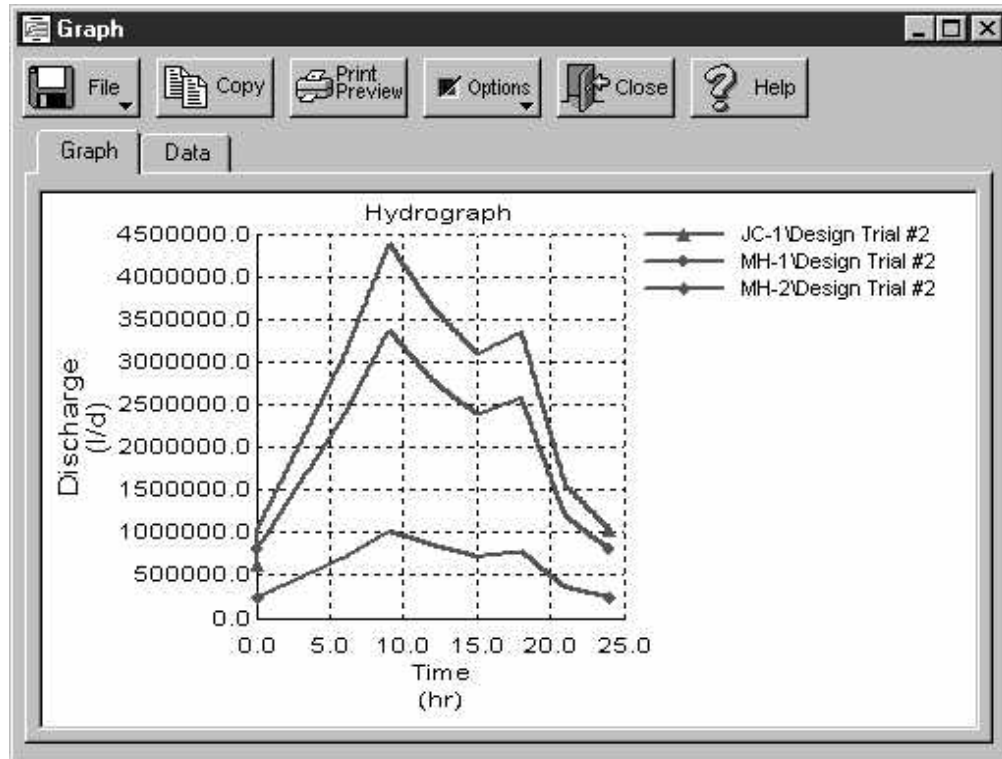 Graph
File
Copy
Print
Preview
Options
Close
Help
Graph
Data
Hydrograph
4500000.0
4000000.0
3500000.0
3000000.0
2500000.0
2000000.0
1500000.0
1000000.0
500000.0
0.0
Discharge
(l/d)
0.0 5.0 10.0 15.0 20.0 25.0
Time
(hr)
JC-1\Design Trial #2
MH-1\Design Trial #2
MH-2\Design Trial #2